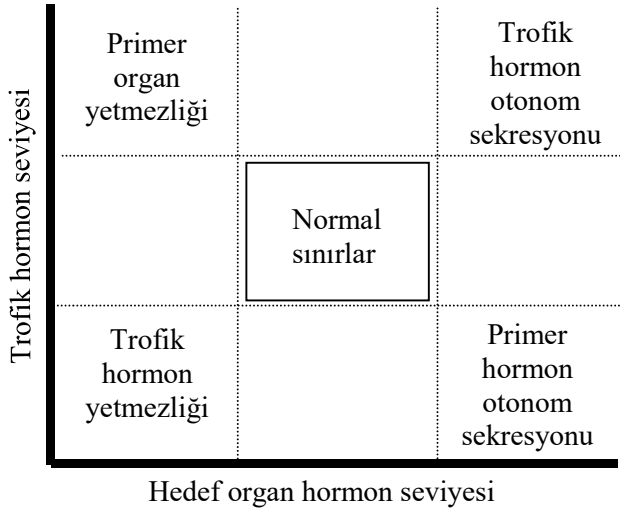 Trofik hormon seviyesi
Primer
organ
yetmezliği
Trofik
hormon
otonom
sekresyonu
Normal
sınırlar
Trofik
hormon
yetmezliği
Primer
hormon
otonom
sekresyonu
Hedef organ hormon seviyesi